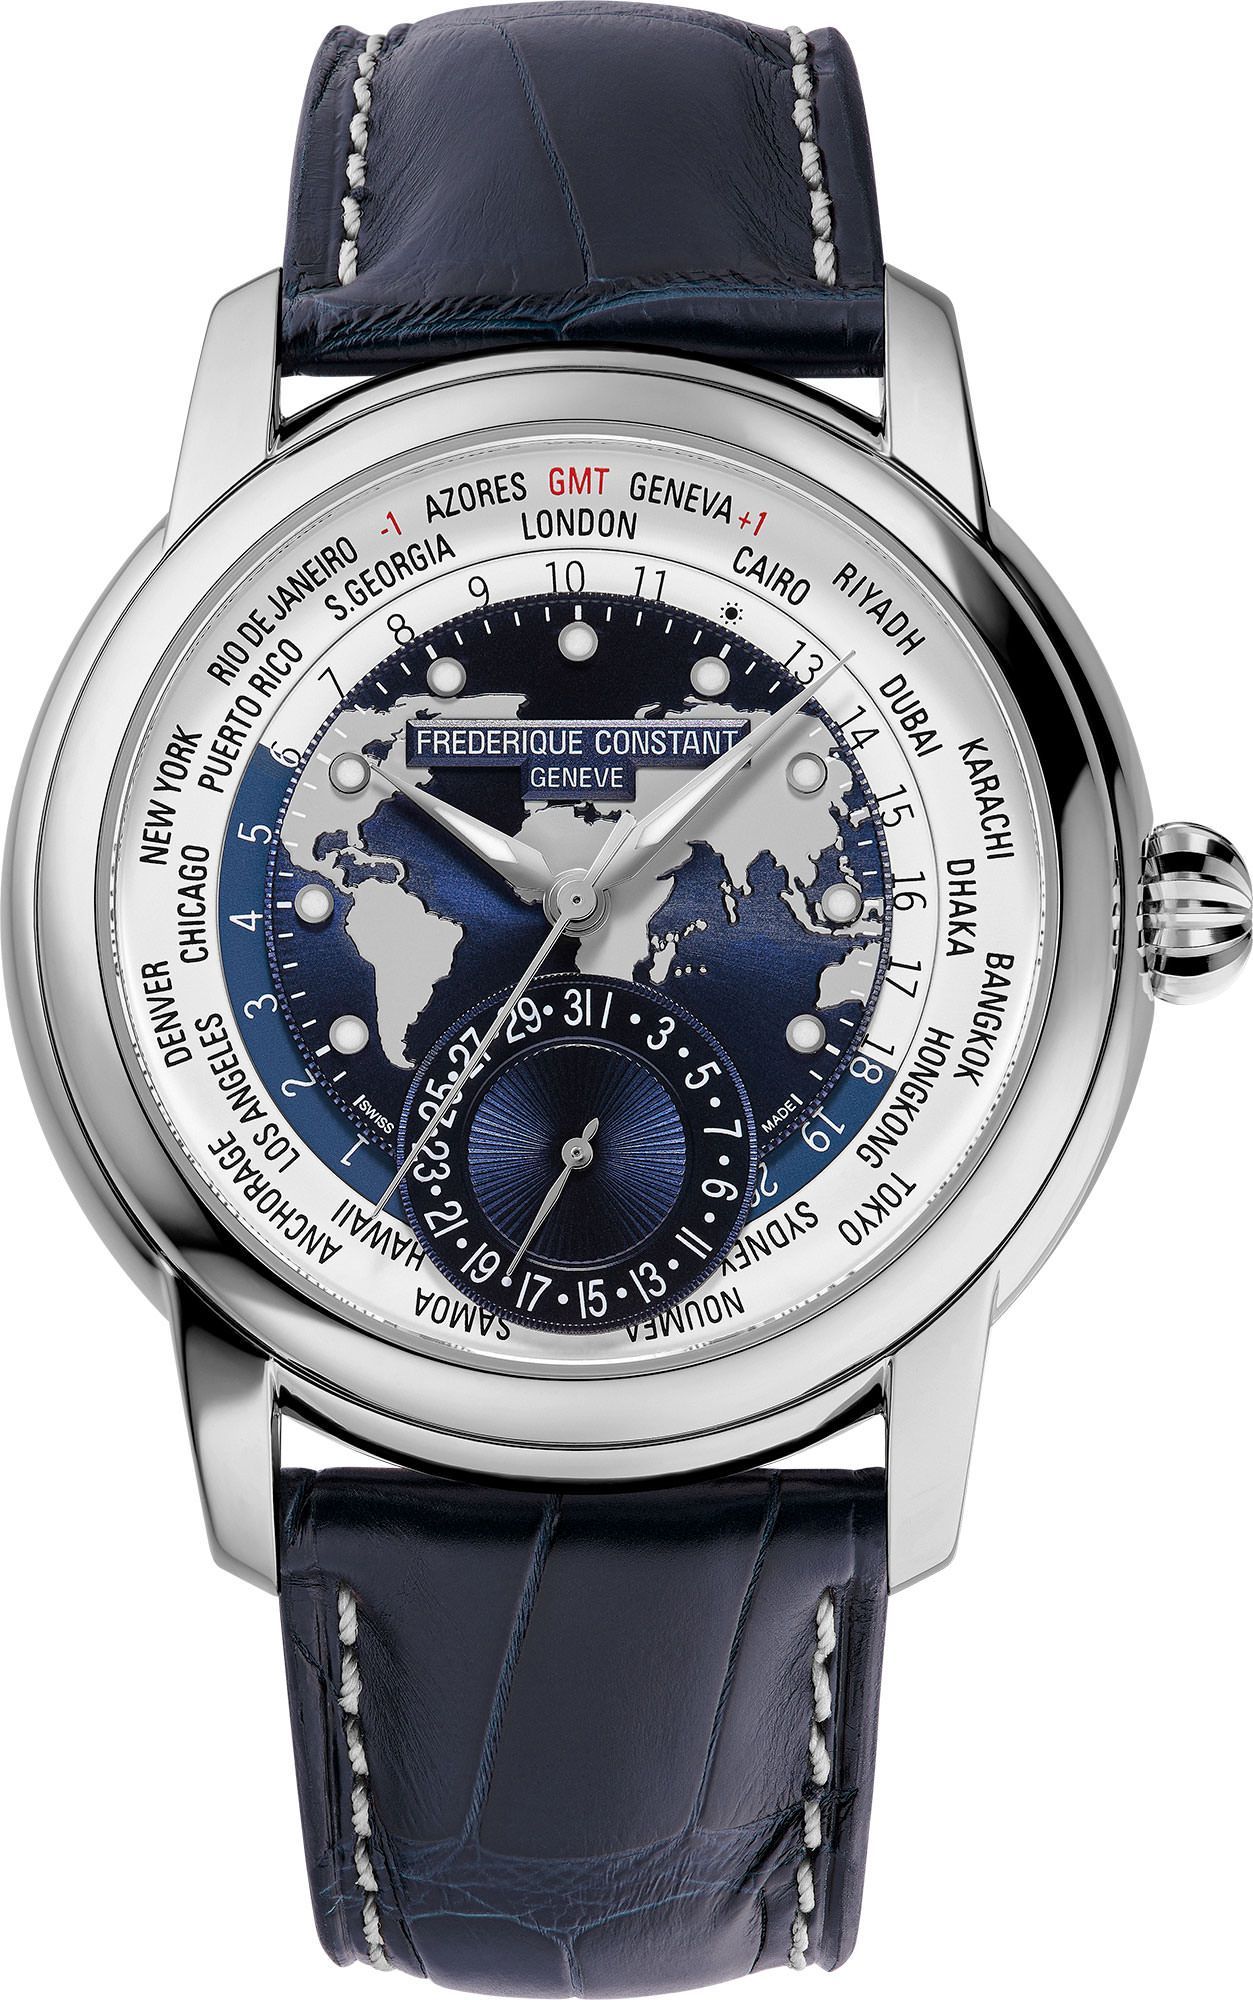 GMT
GENEVA
+1
CAIRO
RIYADH
DUBAI
KARACHI
DHAKA
BANGKOK
HONGKONG
TOKYO
SYDNEY
NOUMEA
SAMOA
HAWAII
ANCHORAGE
LOS ANGELES
DENVER
CHICAGO
NEW YORK
PUERTO RICO
RIO DE JANEIRO
S.GEORGIA
-1
AZORES
LONDON
10
11
13
14
15
16
17
18
19
20
1
2
3
4
5
6
7
8
9
FREDERIQUE CONSTANT
GENEVE
31 1 • 3 • 5 • 7 • 9 • 11 • 13 • 15 • 17 • 19 • 21 • 23 • 25 • 27 • 29 •
SWISS
MADE